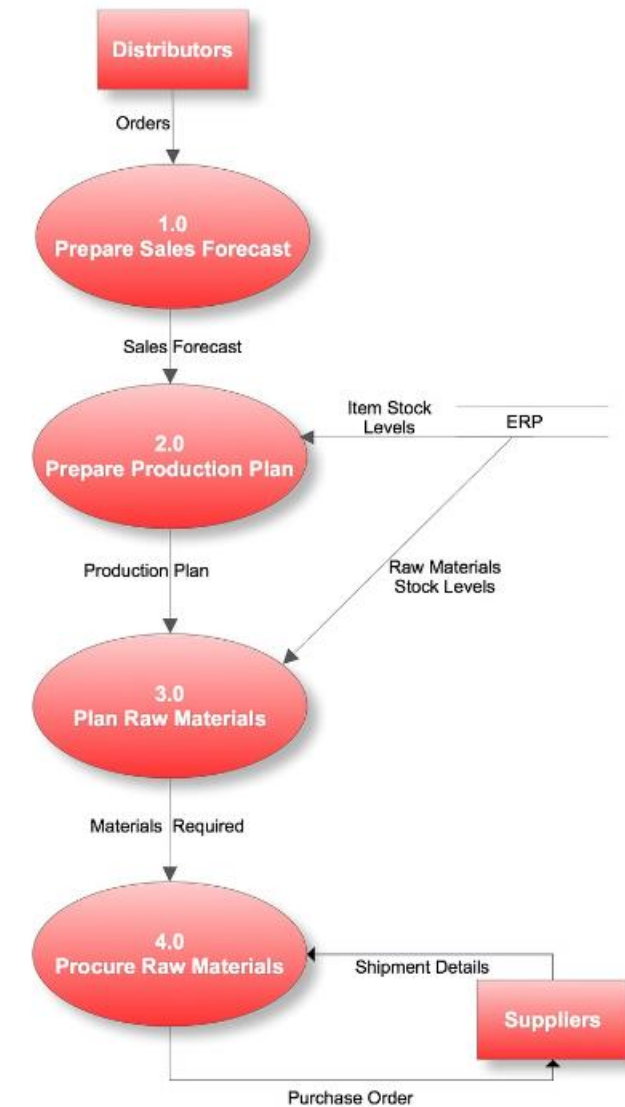 Distributors
Orders
1.0
Prepare Sales Forecast
Sales Forecast
Item Stock
Levels
ERP
2.0
Prepare Production Plan
Production Plan
Raw Materials
Stock Levels
3.0
Plan Raw Materials
Materials Required
4.0
Procure Raw Materials
Shipment Details
Suppliers
Purchase Order